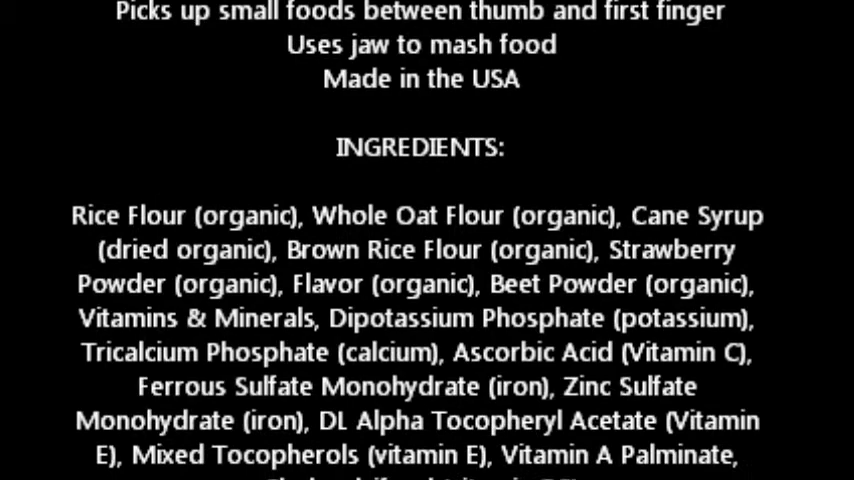 Picks up small foods between thumb and first finger
Uses jaw to mash food
Made in the USA
INGREDIENTS:
Rice Flour (organic), Whole Oat Flour (organic), Cane Syrup
(dried organic), Brown Rice Flour (organic), Strawberry
Powder (organic), Flavor (organic), Beet Powder (organic),
Vitamins & Minerals, Dipotassium Phosphate (potassium),
Tricalcium Phosphate (calcium), Ascorbic Acid (Vitamin C),
Ferrous Sulfate Monohydrate (iron), Zinc Sulfate
Monohydrate (iron), DL Alpha Tocopheryl Acetate (Vitamin
E), Mixed Tocopherols (vitamin E), Vitamin A Palminate,